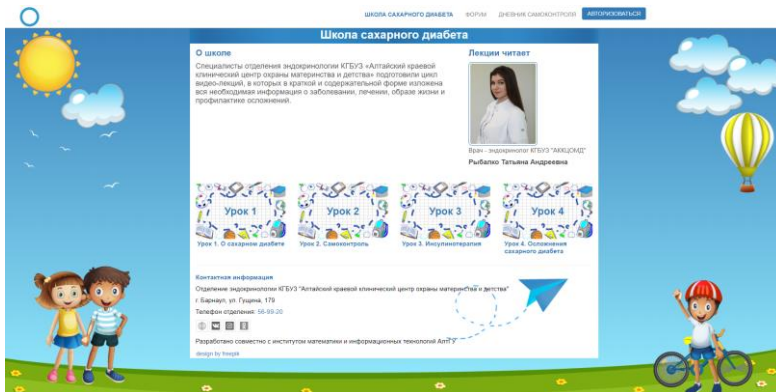 ШКОЛА САХАРНОГО ДИАБЕТА ФОРУМ ДНЕВНИК САМОКОНТРОЛЯ АВТОРИЗОВАТЬСЯ
Школа сахарного диабета
О школе
Специалисты отделения эндокринологии КГБУЗ «Алтайский краевой
клинический центр охраны материнства и детства» подготовили цикл
видео-лекций, в которых в краткой и содержательной форме изложена
вся необходимая информация о заболевании, лечении, образе жизни и
профилактике осложнений.
Лекции читает
Врач - эндокринолог КГБУЗ "АККЦОМД"
Рыбалко Татьяна Андреевна
Урок 1
Урок 2
Урок 3
Урок 4
Урок 1. О сахарном диабете
Урок 2. Самоконтроль
Урок 3. Инсулинотерапия
Урок 4. Осложнения
сахарного диабета
Контактная информация
Отделение эндокринологии КГБУЗ "Алтайский краевой клинический центр охраны материнства и детства"
г. Барнаул, ул. Гущина, 179
Телефон отделения: 56-99-20
Разработано совместно с институтом математики и информационных технологий АлтГУ
design by freepik